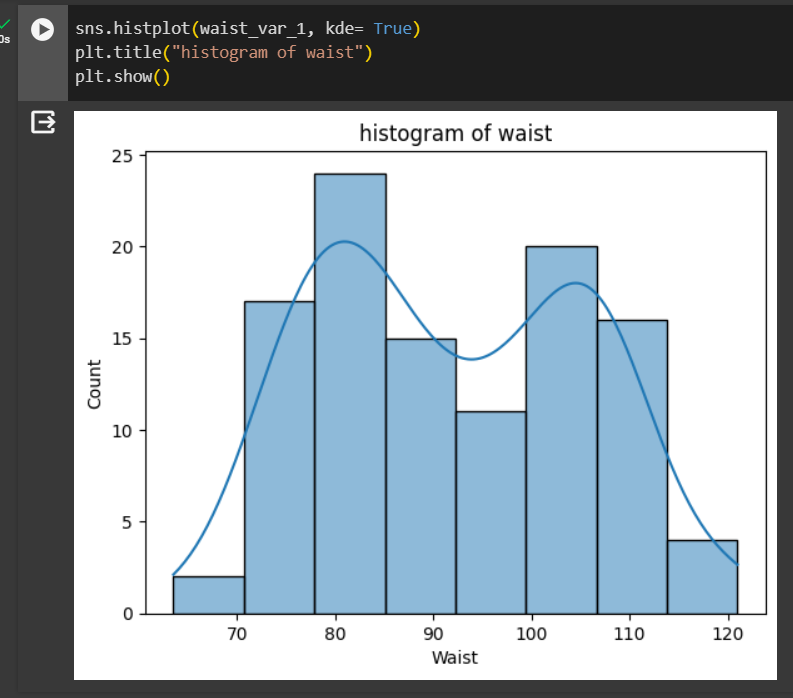 0s
sns.histplot(waist_var_1, kde= True)
plt.title("histogram of waist")
plt.show()
histogram of waist
25
20
15
10
5
0
Count
70 80 90 100 110 120
Waist